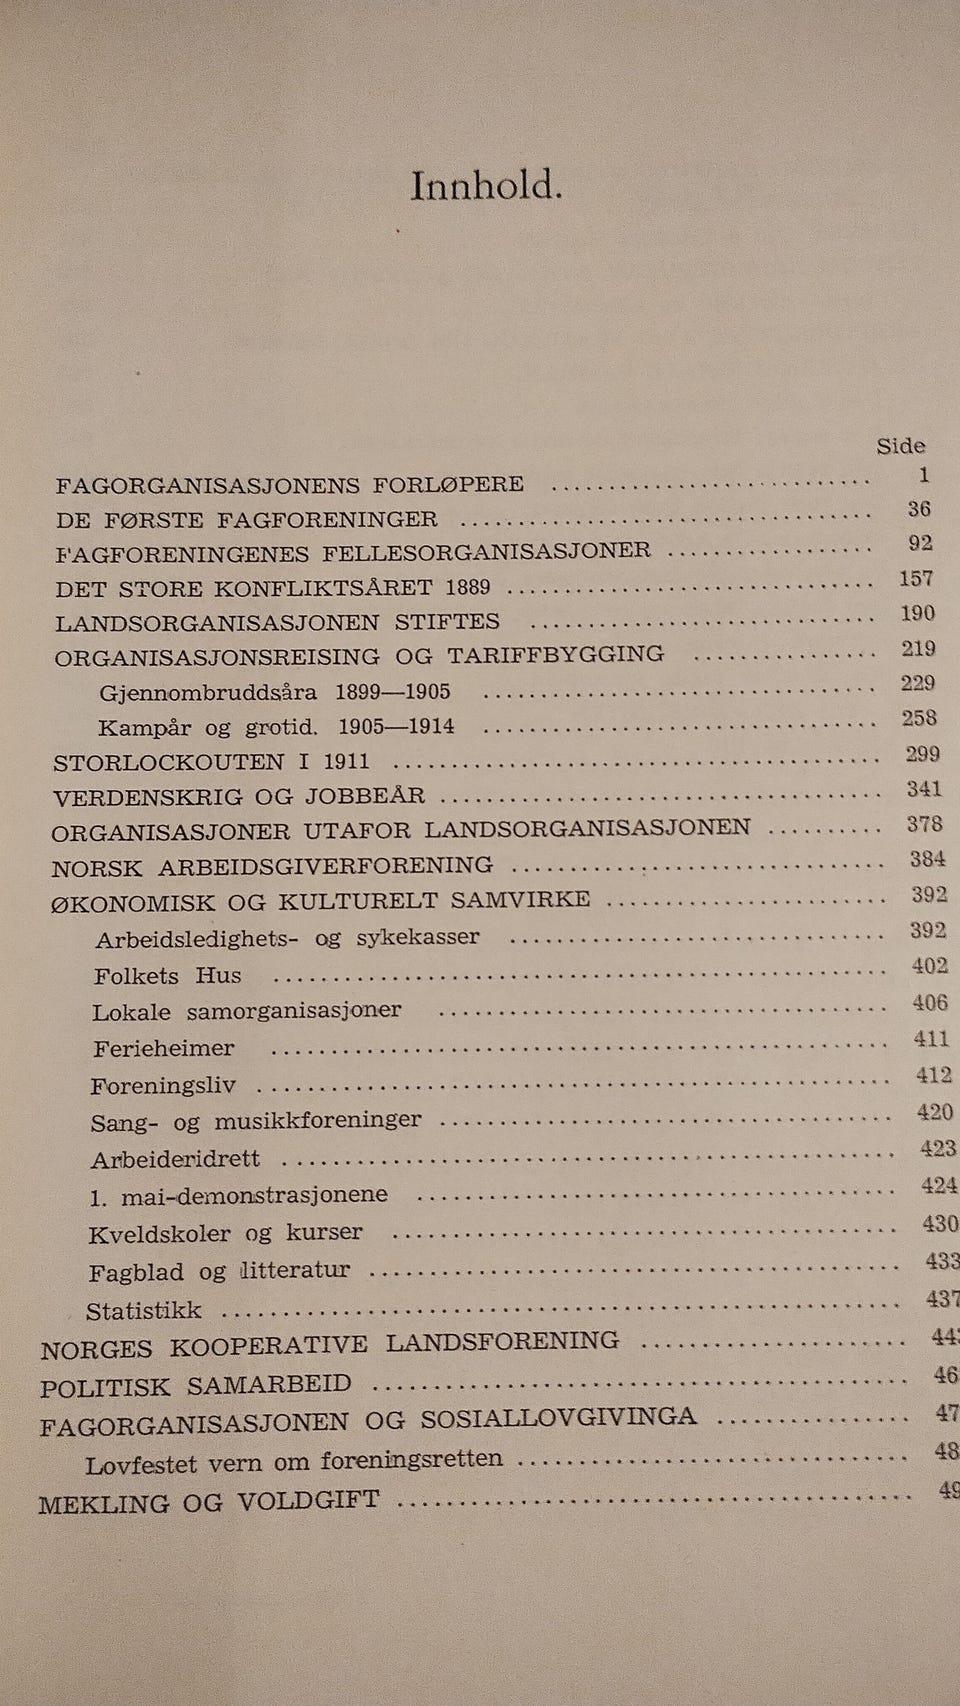 Innhold.
Side
FAGORGANISASJONENS FORLØPERE ............................ 1
DE FØRSTE FAGFORENINGER .................................... 36
FAGFORENINGENES FELLESORGANISASJONER .................. 92
DET STORE KONFLIKTSÅRET 1889 ................................ 157
LANDSORGANISASJONEN STIFTES .............................. 190
ORGANISASJONSREISING OG TARIFFBYGGING ................ 219
Gjennombruddsåra 1899—1905 .................................. 229
Kampår og grotid. 1905—1914 .................................. 258
STORLOCKOUTEN I 1911 .......................................... 299
VERDENSKRIG OG JOBBEÅR ...................................... 341
ORGANISASJONER UTAFOR LANDSORGANISASJONEN .......... 378
NORSK ARBEIDSGIVERFORENING ................................ 384
ØKONOMISK OG KULTURELT SAMVIRKE ........................ 392
Arbeidsledighets- og sykekasser ................................ 392
Folkets Hus ...................................................... 402
Lokale samorganisasjoner ........................................ 406
Ferieheimer ...................................................... 411
Foreningsliv ...................................................... 412
Sang- og musikkforeninger ........................................ 420
Arbeideridrett .................................................... 423
1. mai-demonstrasjonene .......................................... 424
Kveldskoler og kurser ............................................ 430
Fagblad og litteratur .............................................. 433
Statistikk .......................................................... 437
NORGES KOOPERATIVE LANDSFORENING ........................ 44
POLITISK SAMARBEID .............................................. 46
FAGORGANISASJONEN OG SOSIALLOVGIVINGA ................ 47
Lovfestet vern om foreningsretten .................................. 48
MEKLING OG VOLDGIFT ............................................ 49